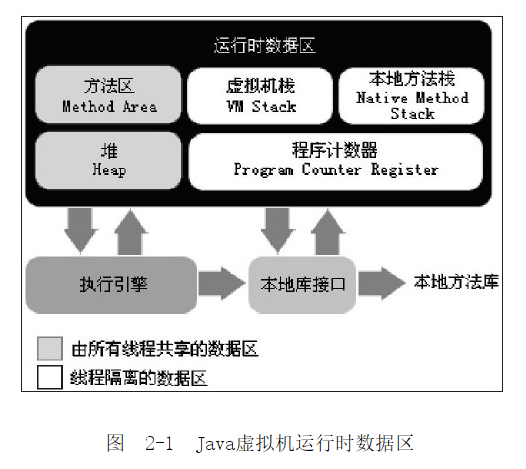 运行时数据区
方法区
Method Area
虚拟机栈
VM Stack
本地方法栈
Native Method
Stack
堆
Heap
程序计数器
Program Counter Register
执行引擎
本地库接口
本地方法库
由所有线程共享的数据区
线程隔离的数据区
图 2-1 Java虚拟机运行时数据区